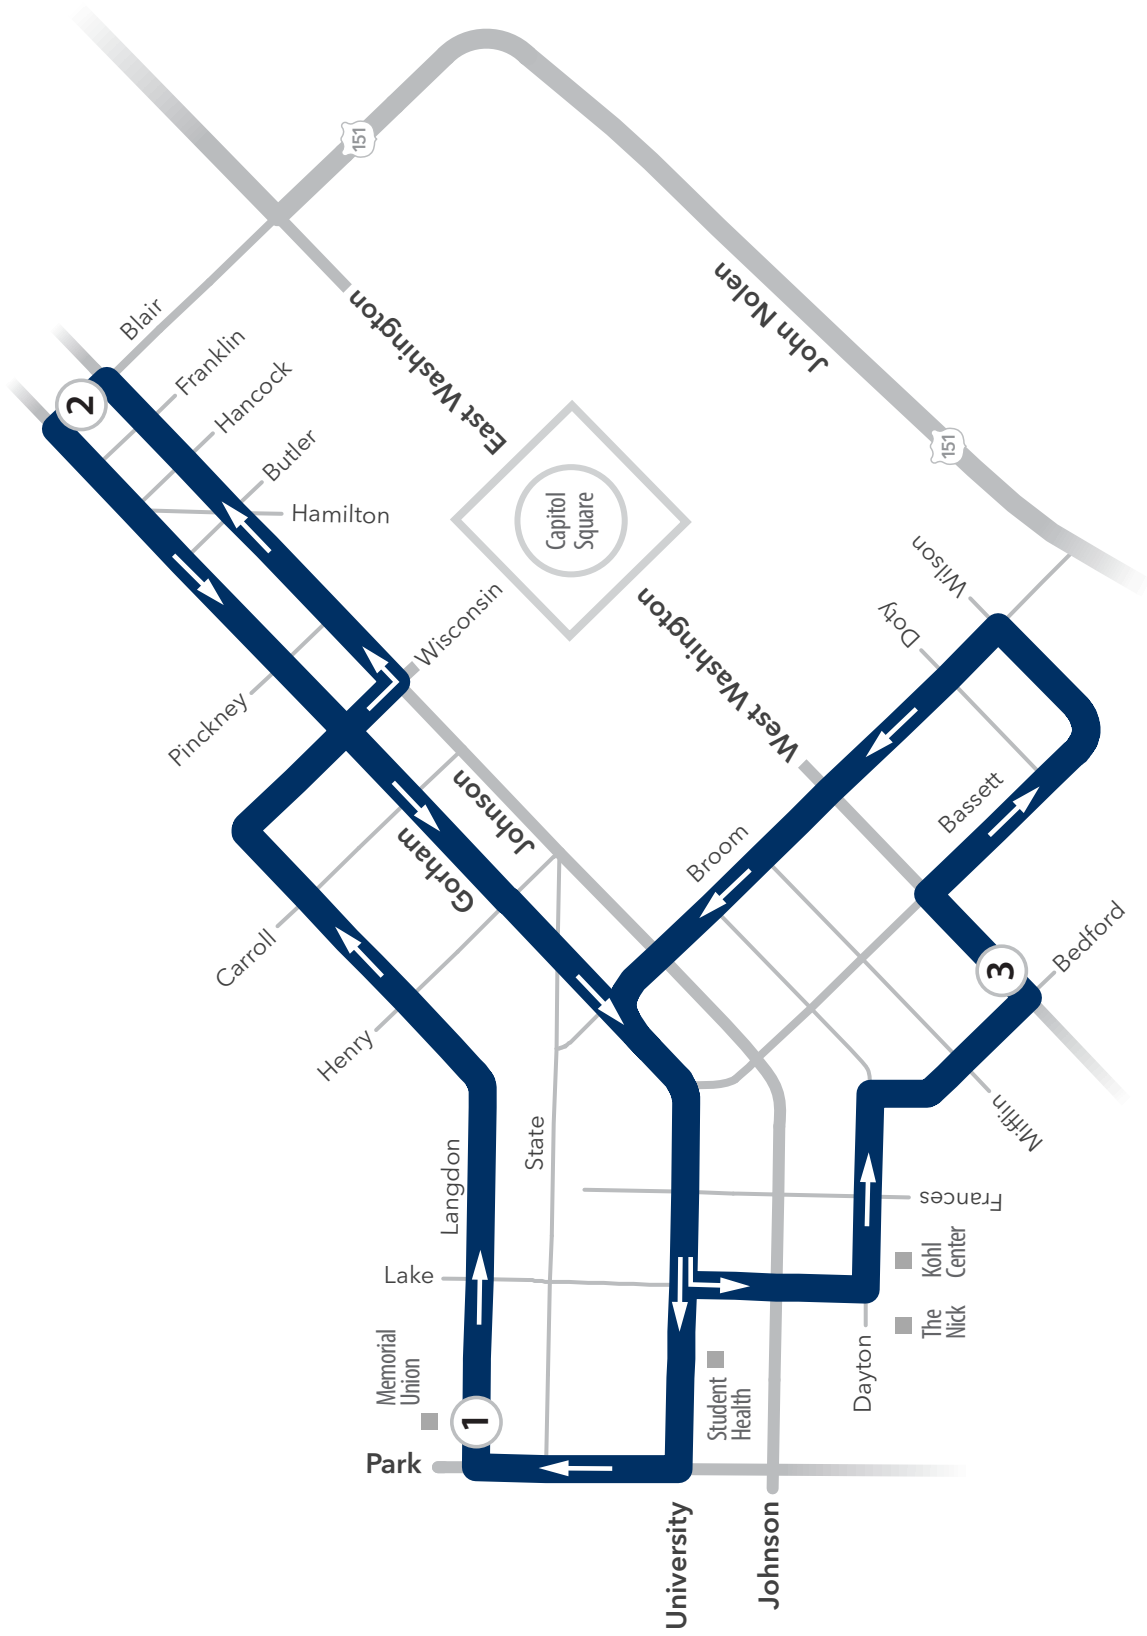 151
Blair
Franklin
Hancock
Butler
Hamilton
2
East Washington
John Nolen
Capitol
Square
151
Wisconsin
Pinckney
West Washington
Wilson
Doty
Johnson
Gorham
Bassett
Broom
Bedford
3
Carroll
Henry
Mifflin
State
Langdon
Frances
Lake
Kohl
Center
The
Nick
Memorial
Union
Dayton
Student
Health
1
Park
University
Johnson